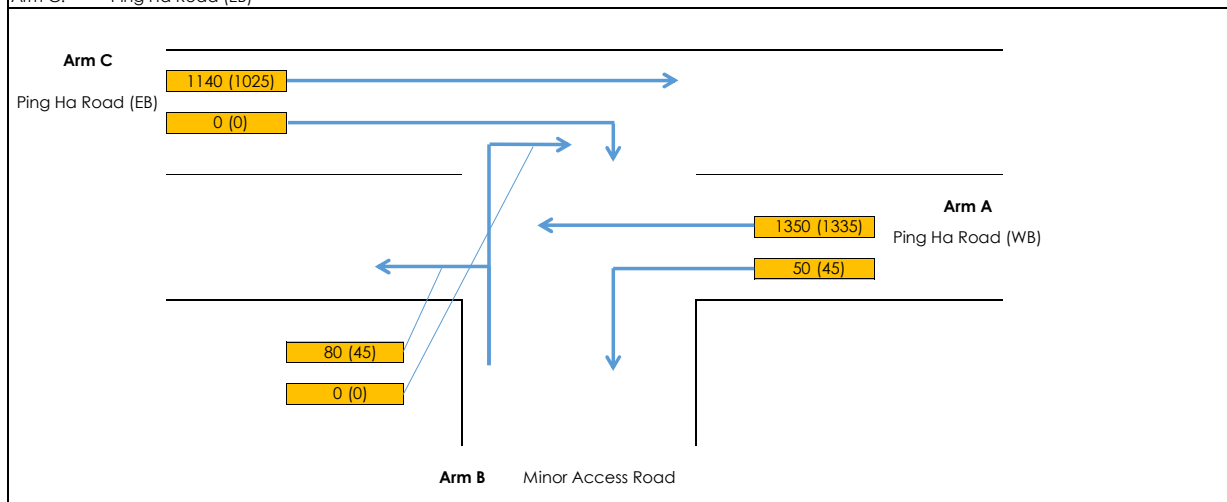 Arm C
1140 (1025)
Ping Ha Road (EB)
0 (0)
Arm A
1350 (1335)
Ping Ha Road (WB)
50 (45)
80 (45)
0 (0)
Arm B Minor Access Road